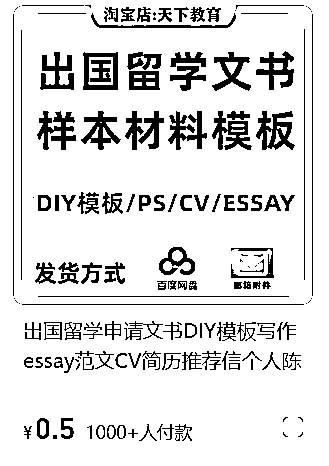 淘宝店:天下教育
出国留学文书
样本材料模板
DIY模板/PS/CV/ESSAY
发货方式
百度网盘
邮箱附件
出国留学申请文书DIY模板写作
essay范文CV简历推荐信个人陈
¥0.5 1000+人付款